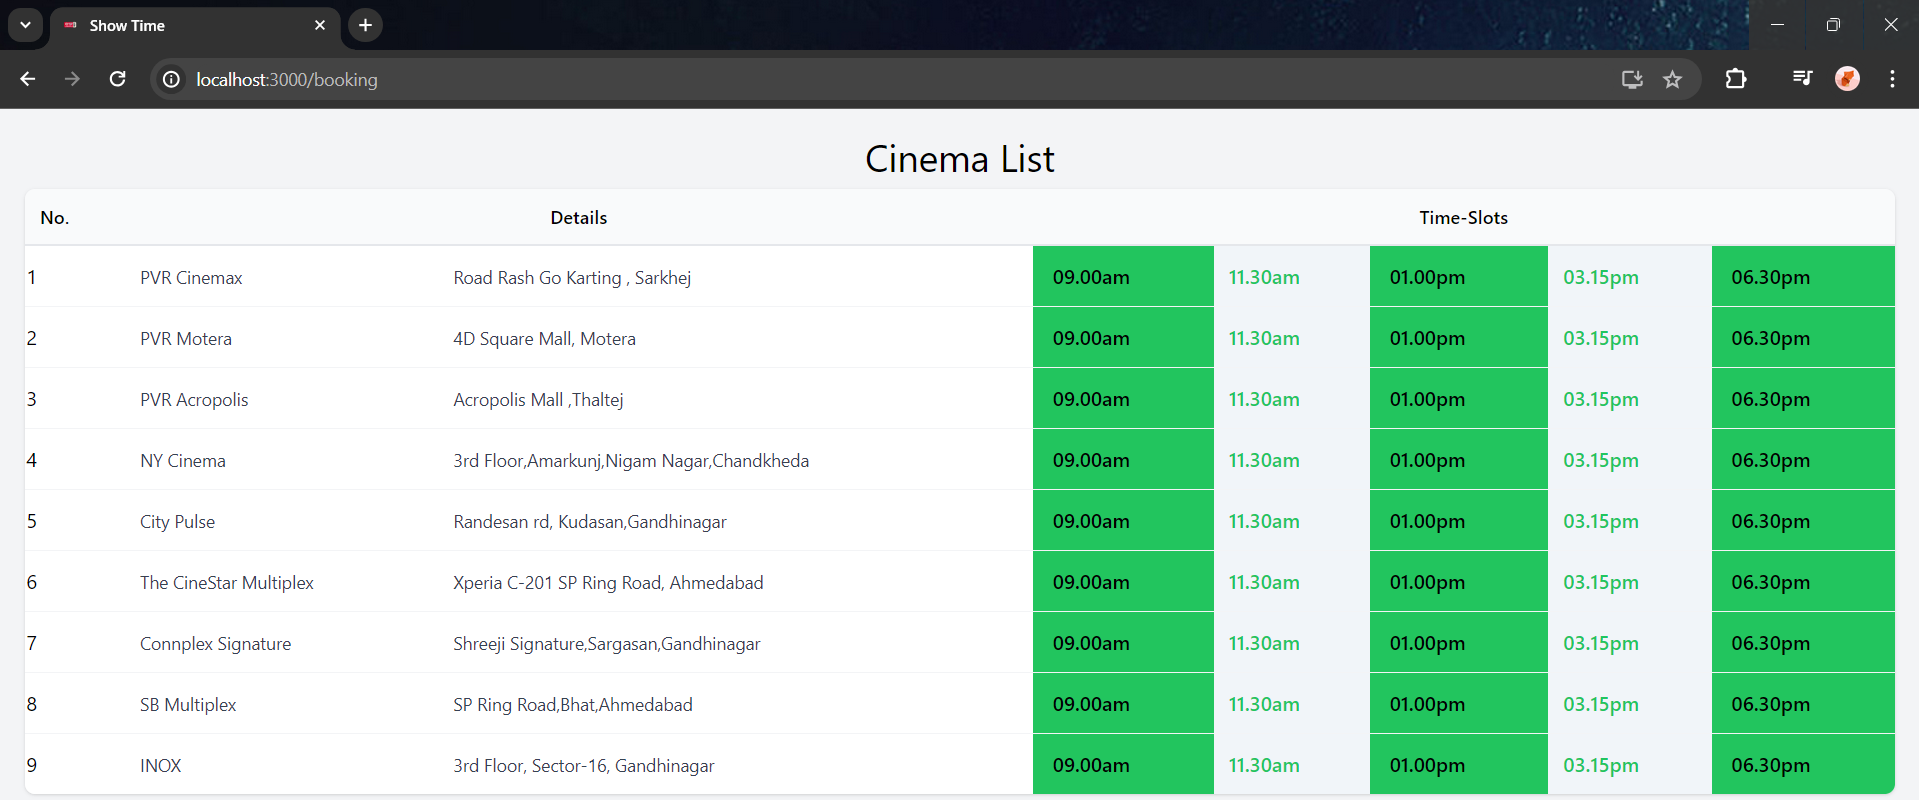 Show Time
localhost:3000/booking
Cinema List
No. Details Time-Slots
1 PVR Cinemax Road Rash Go Karting , Sarkhej 09.00am 11.30am 01.00pm 03.15pm 06.30pm
2 PVR Motera 4D Square Mall, Motera 09.00am 11.30am 01.00pm 03.15pm 06.30pm
3 PVR Acropolis Acropolis Mall ,Thaltej 09.00am 11.30am 01.00pm 03.15pm 06.30pm
4 NY Cinema 3rd Floor,Amarkunj,Nigam Nagar,Chandkheda 09.00am 11.30am 01.00pm 03.15pm 06.30pm
5 City Pulse Randesan rd, Kudasan,Gandhinagar 09.00am 11.30am 01.00pm 03.15pm 06.30pm
6 The CineStar Multiplex Xperia C-201 SP Ring Road, Ahmedabad 09.00am 11.30am 01.00pm 03.15pm 06.30pm
7 Connplex Signature Shreeji Signature,Sargasan,Gandhinagar 09.00am 11.30am 01.00pm 03.15pm 06.30pm
8 SB Multiplex SP Ring Road,Bhat,Ahmedabad 09.00am 11.30am 01.00pm 03.15pm 06.30pm
9 INOX 3rd Floor, Sector-16, Gandhinagar 09.00am 11.30am 01.00pm 03.15pm 06.30pm